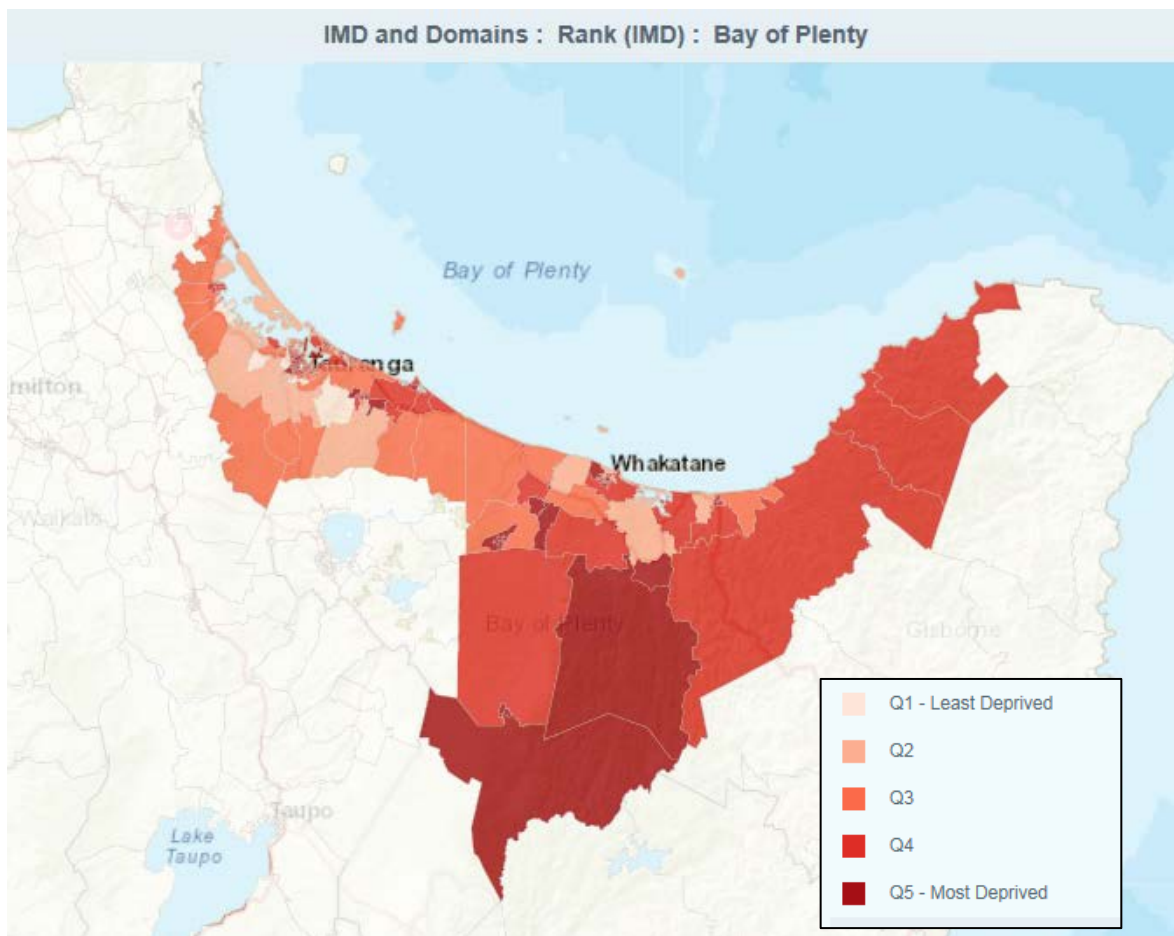 IMD and Domains : Rank (IMD) : Bay of Plenty
Bay of Plenty
Tauranga
milton
Whakatane
Waikato
Bay of Plenty
Gisborne
Taupo
Lake
Taupo
Q1 - Least Deprived
Q2
Q3
Q4
Q5 - Most Deprived